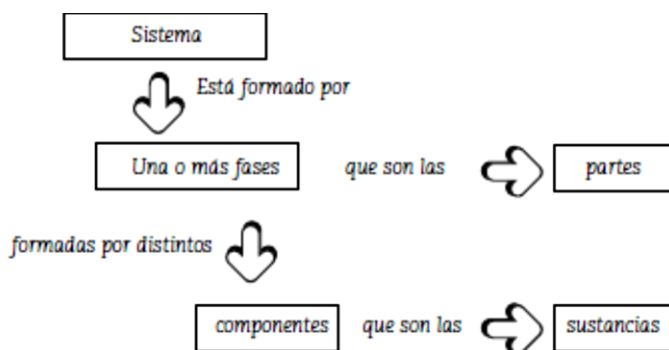 Sistema
Está formado por
Una o más fases que son las partes
formadas por distintos
componentes que son las sustancias